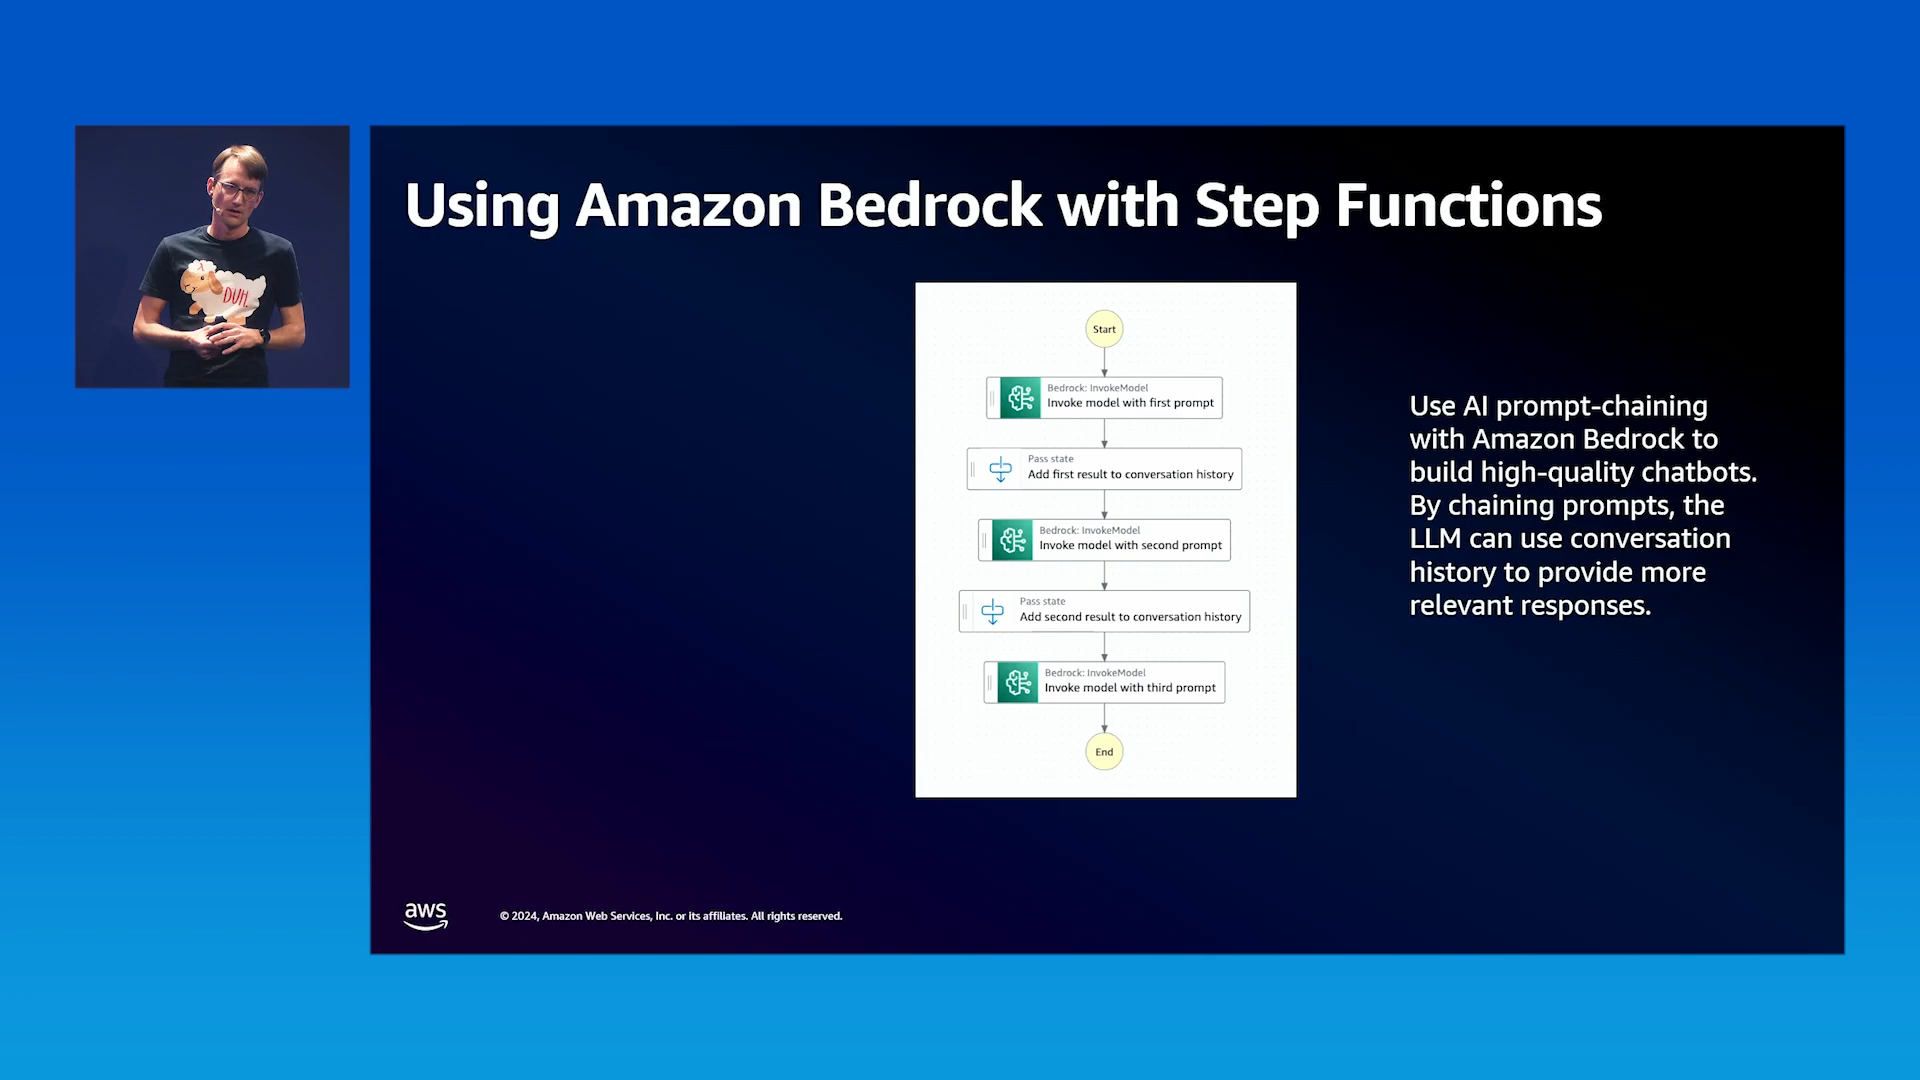 Using Amazon Bedrock with Step Functions
DUH.
Start
Bedrock: InvokeModel
Invoke model with first prompt
Pass state
Add first result to conversation history
Bedrock: InvokeModel
Invoke model with second prompt
Pass state
Add second result to conversation history
Bedrock: InvokeModel
Invoke model with third prompt
End
Use AI prompt-chaining
with Amazon Bedrock to
build high-quality chatbots.
By chaining prompts, the
LLM can use conversation
history to provide more
relevant responses.
aws
© 2024, Amazon Web Services, Inc. or its affiliates. All rights reserved.